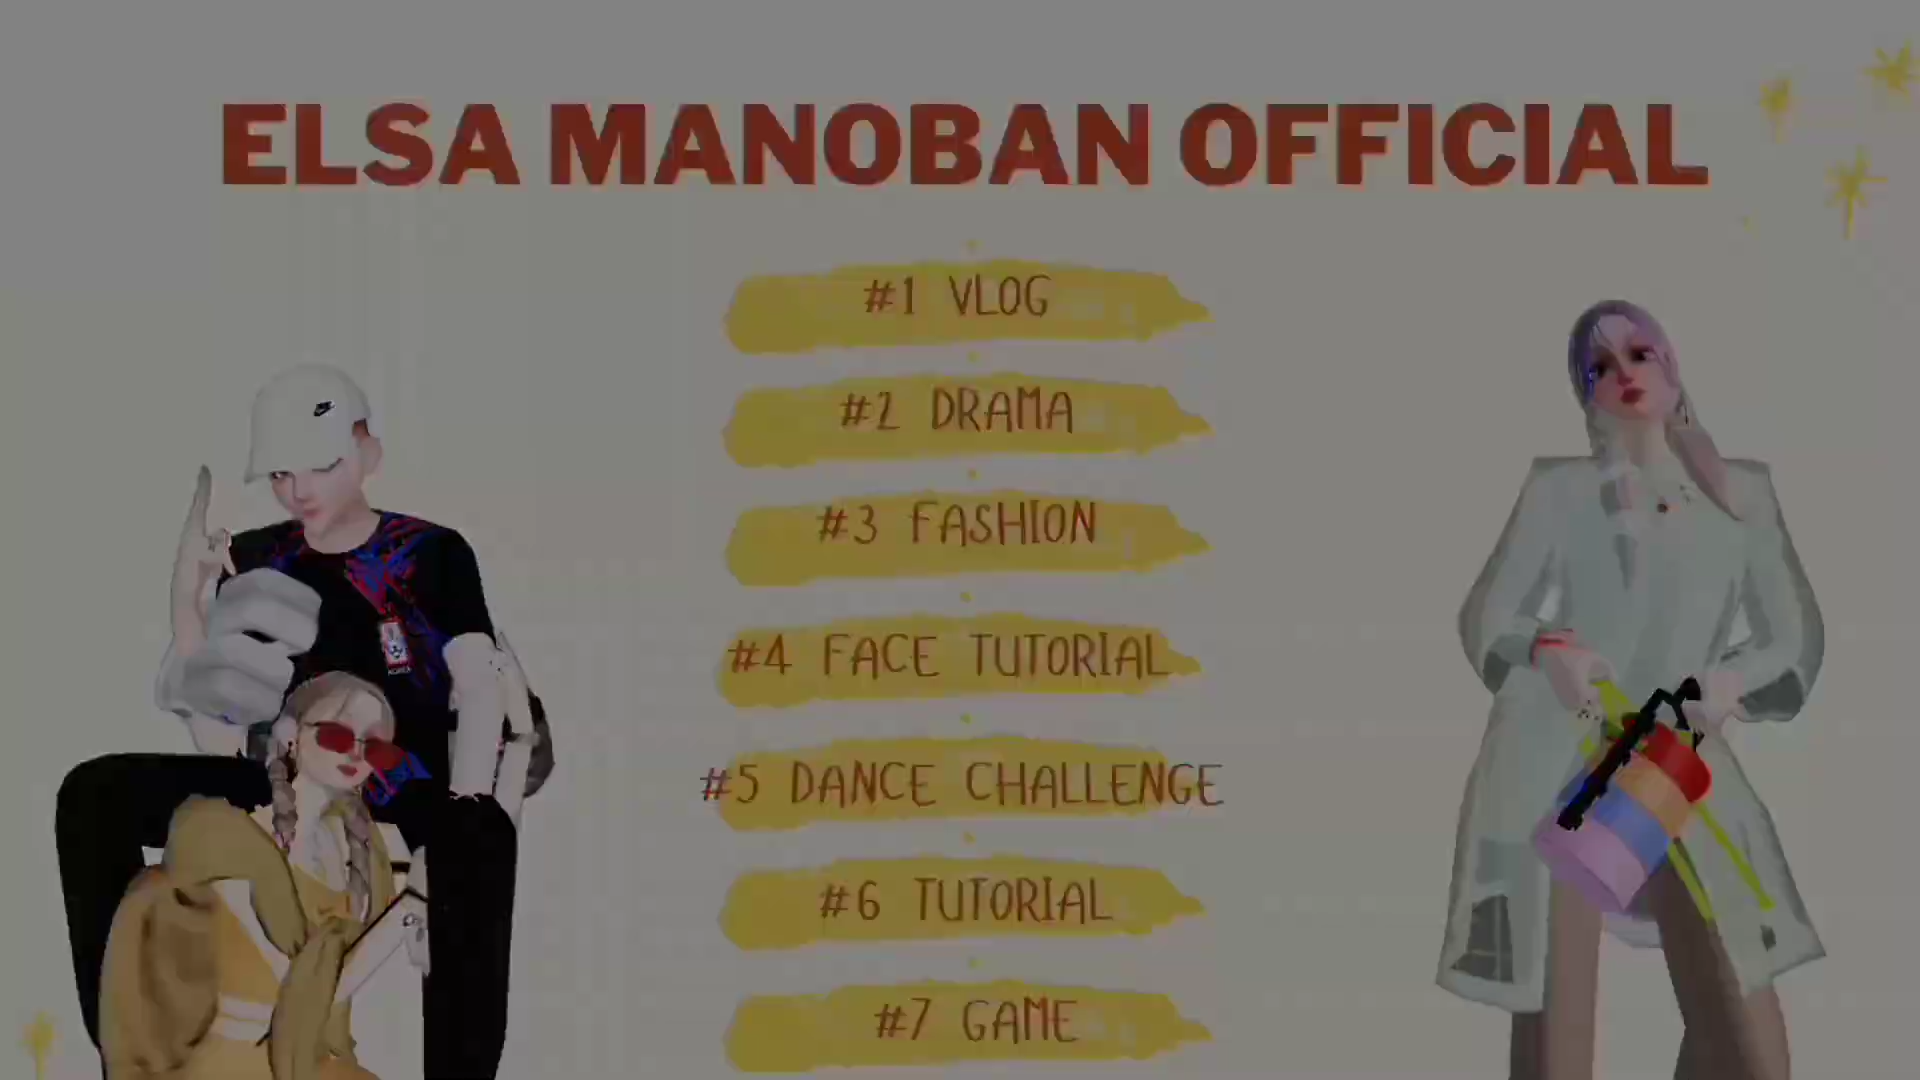 ELSA MANOBAN OFFICIAL
#1 VLOG
#2 DRAMA
#3 FASHION
#4 FACE TUTORIAL
#5 DANCE CHALLENGE
#6 TUTORIAL
#7 GAME
KOREA